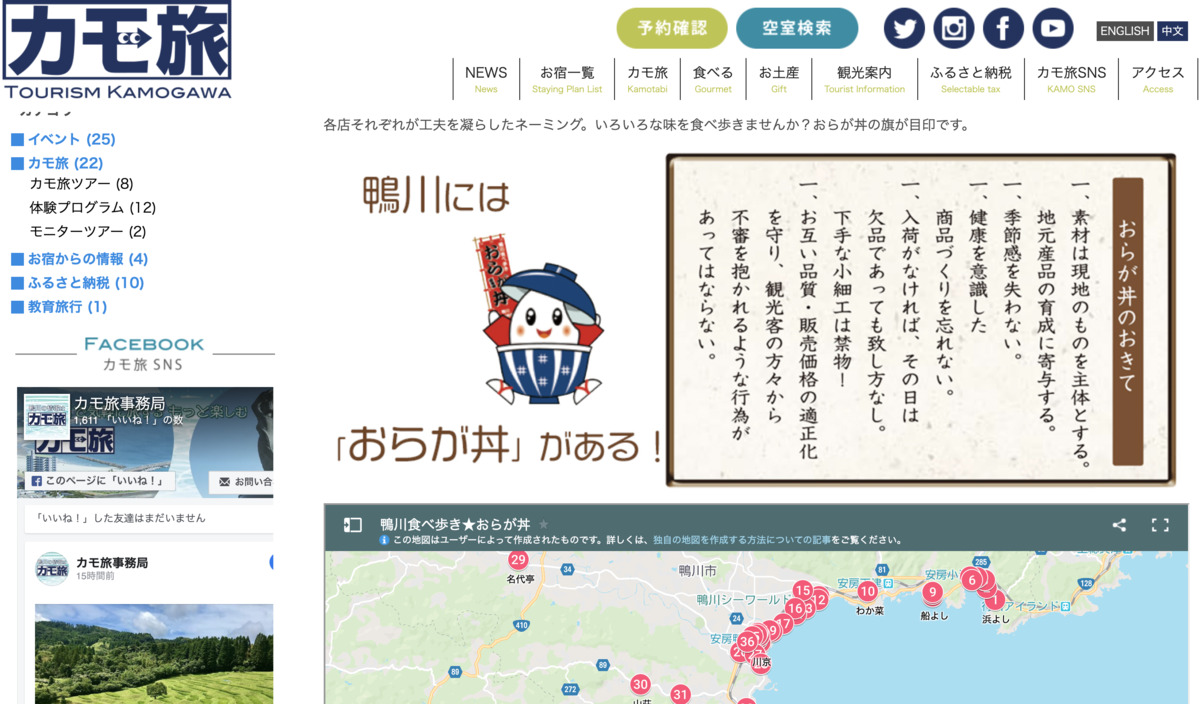 カモ旅
TOURISM KAMOGAWA
予約確認
空室検索
ENGLISH
中文
NEWS
News
お宿一覧
Staying Plan List
カモ旅
Kamotabi
食べる
Gourmet
お土産
Gift
観光案内
Tourist Information
ふるさと納税
Selectable tax
カモ旅SNS
KAMO SNS
アクセス
Access
イベント (25)
カモ旅 (22)
カモ旅ツアー (8)
体験プログラム (12)
モニターツアー (2)
お宿からの情報 (4)
ふるさと納税 (10)
教育旅行 (1)
FACEBOOK
カモ旅 SNS
カモ旅
カモ旅事務局
もっと楽しむ
1,611 「いいね！」の数
カモ旅
このページに「いいね！」
お問い合
「いいね！」した友達はまだいません
カモ旅
カモ旅事務局
15時間前
各店それぞれが工夫を凝らしたネーミング。いろいろな味を食べ歩きませんか？おらが丼の旗が目印です。
鴨川には
おらが丼
「おらが丼」がある！
おらが丼のおきて
一、素材は現地のものを主体とする。
地元産品の育成に寄与する。
一、季節感を失わない。
一、健康を意識した
商品づくりを忘れない。
一、入荷がなければ、その日は
欠品であっても致し方なし。
下手な小細工は禁物！
一、お互い品質・販売価格の適正化
を守り、観光客の方々から
不審を抱かれるような行為が
あってはならない。
鴨川食べ歩き★おらが丼
この地図はユーザーによって作成されたものです。詳しくは、独自の地図を作成する方法についての記事をご覧ください。
29
名代亭
34
鴨川市
81
285
安房小
128
15
12
16
鴨川シーワールド
10
わか菜
9
船よし
6
1
浜よし
アイランド
410
24
17
36
川京
89
89
272
30
山荘
31